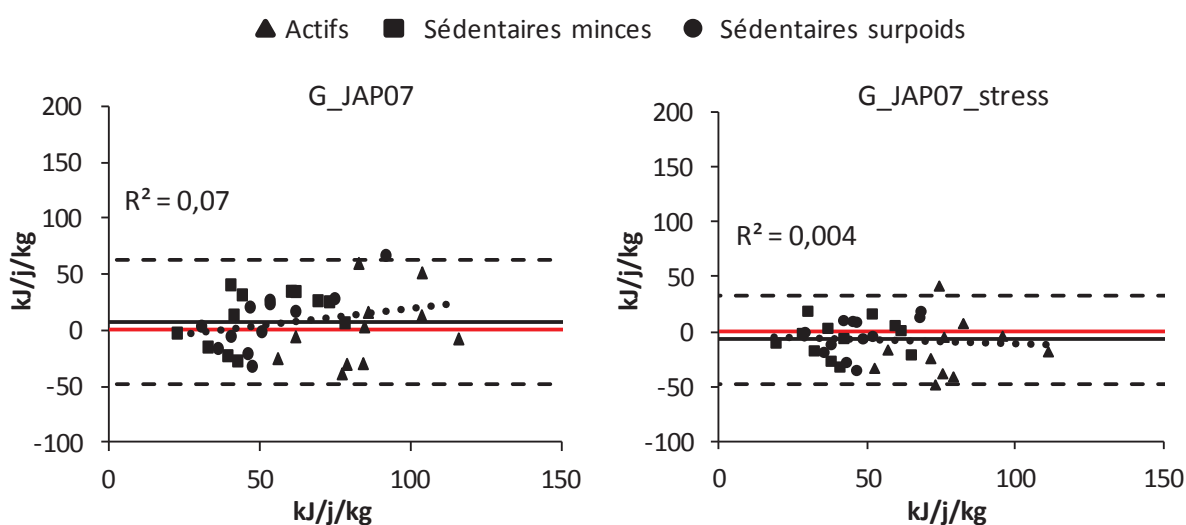 Actifs Sédentaires minces Sédentaires surpoids
G_JAP07
200
150
100
50
0
-50
-100
kJ/j/kg
R² = 0,07
0 50 100 150
kJ/j/kg
G_JAP07_stress
200
150
100
50
0
-50
-100
kJ/j/kg
R² = 0,004
0 50 100 150
kJ/j/kg